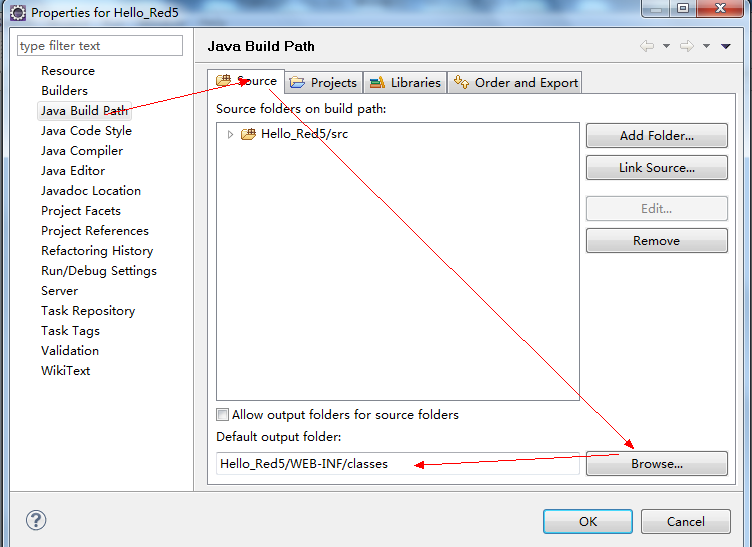 Properties for Hello_Red5
type filter text
Resource
Builders
Java Build Path
Java Code Style
Java Compiler
Java Editor
Javadoc Location
Project Facets
Project References
Refactoring History
Run/Debug Settings
Server
Task Repository
Task Tags
Validation
WikiText
Java Build Path
Source Projects Libraries Order and Export
Source folders on build path:
Hello_Red5/src
Add Folder...
Link Source...
Edit...
Remove
Allow output folders for source folders
Default output folder:
Hello_Red5/WEB-INF/classes Browse...
OK Cancel